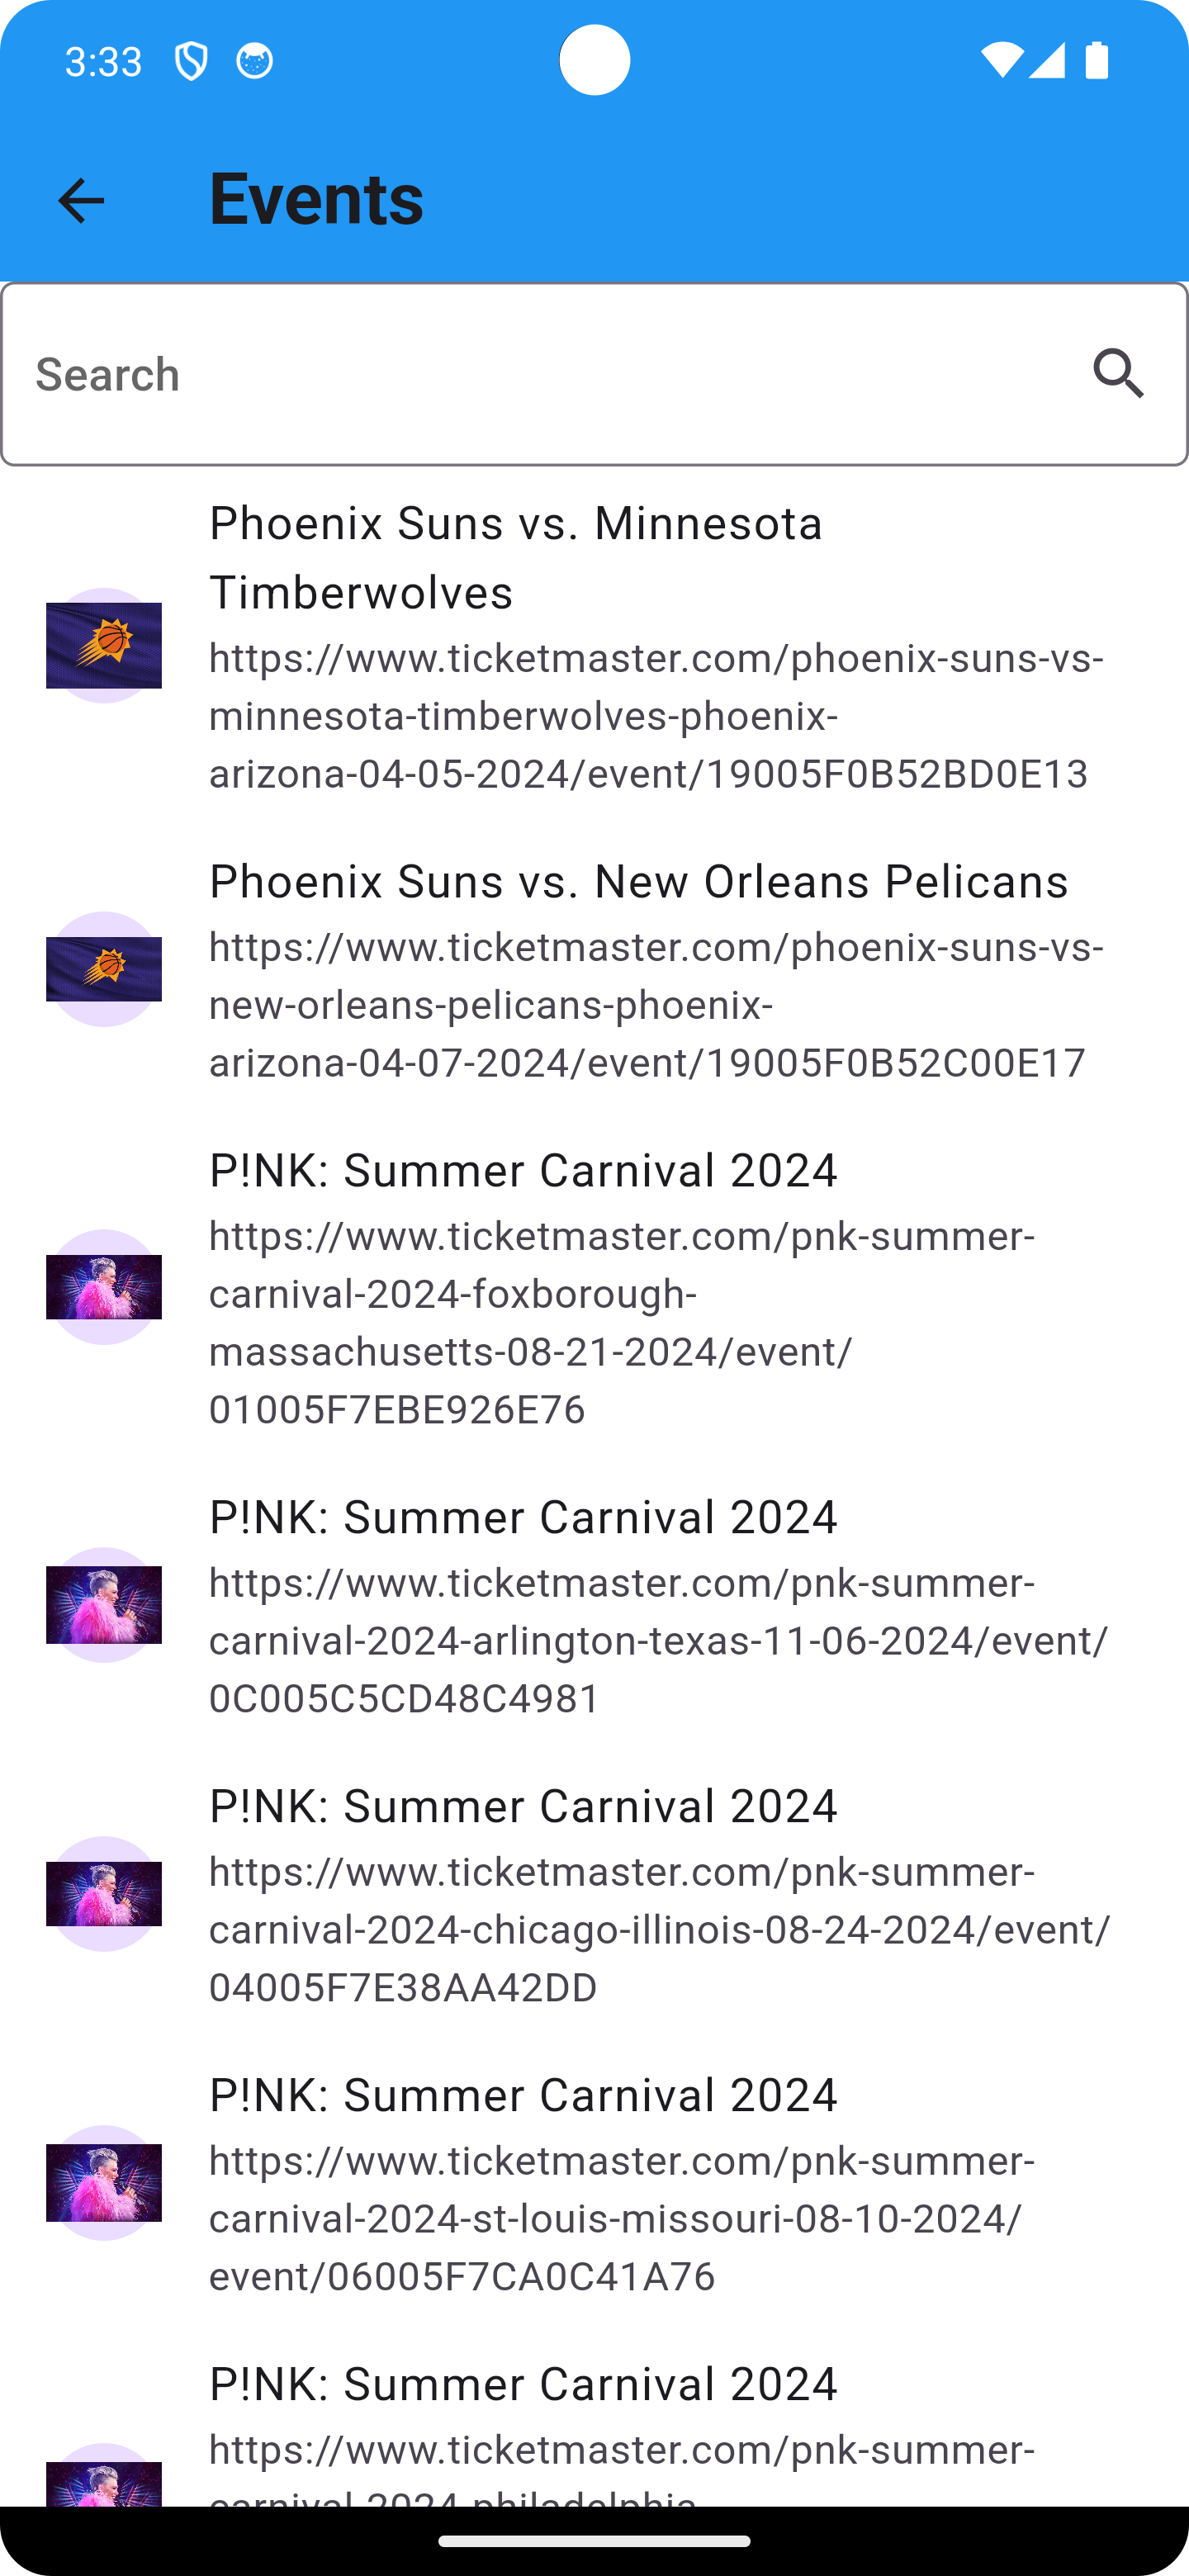 3:33
Events
Search
Phoenix Suns vs. Minnesota
Timberwolves
https://www.ticketmaster.com/phoenix-suns-vs-
minnesota-timberwolves-phoenix-
arizona-04-05-2024/event/19005F0B52BD0E13
Phoenix Suns vs. New Orleans Pelicans
https://www.ticketmaster.com/phoenix-suns-vs-
new-orleans-pelicans-phoenix-
arizona-04-07-2024/event/19005F0B52C00E17
P!NK: Summer Carnival 2024
https://www.ticketmaster.com/pnk-summer-
carnival-2024-foxborough-
massachusetts-08-21-2024/event/
01005F7EBE926E76
P!NK: Summer Carnival 2024
https://www.ticketmaster.com/pnk-summer-
carnival-2024-arlington-texas-11-06-2024/event/
0C005C5CD48C4981
P!NK: Summer Carnival 2024
https://www.ticketmaster.com/pnk-summer-
carnival-2024-chicago-illinois-08-24-2024/event/
04005F7E38AA42DD
P!NK: Summer Carnival 2024
https://www.ticketmaster.com/pnk-summer-
carnival-2024-st-louis-missouri-08-10-2024/
event/06005F7CA0C41A76
P!NK: Summer Carnival 2024
https://www.ticketmaster.com/pnk-summer-
carnival-2024-philadelphia-